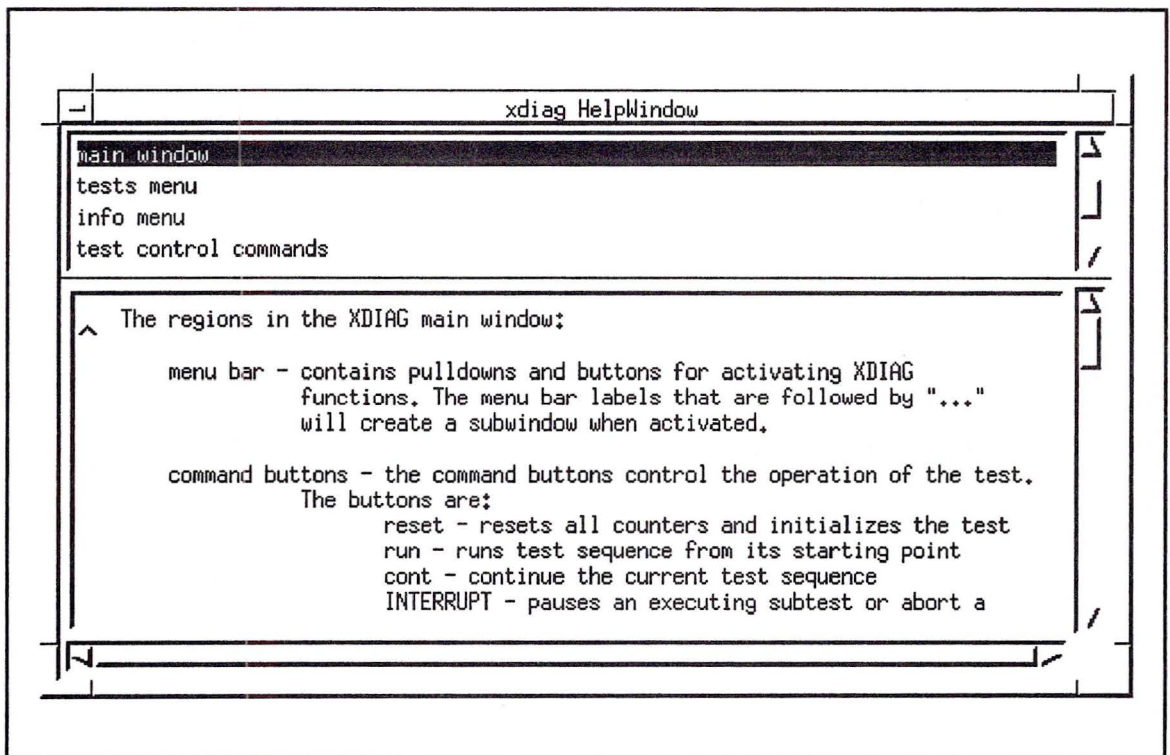 xdiag HelpWindow
main window
tests menu
info menu
test control commands
The regions in the XDIAG main window:
menu bar - contains pulldowns and buttons for activating XDIAG
functions. The menu bar labels that are followed by "..."
will create a subwindow when activated.
command buttons - the command buttons control the operation of the test.
The buttons are:
reset - resets all counters and initializes the test
run - runs test sequence from its starting point
cont - continue the current test sequence
INTERRUPT - pauses an executing subtest or abort a